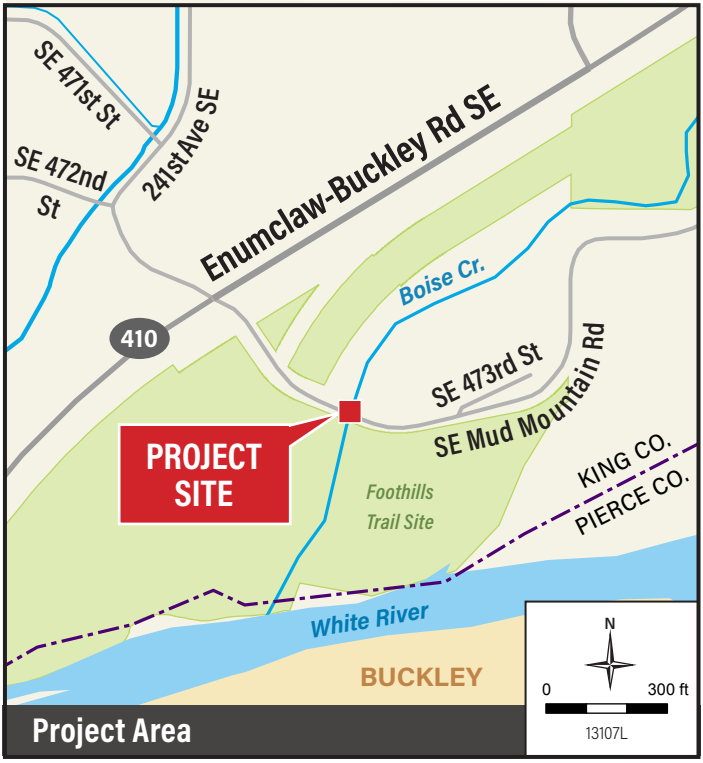 SE 471st St
241st Ave SE
SE 472nd
St
Enumclaw-Buckley Rd SE
Boise Cr.
410
SE 473rd St
SE Mud Mountain Rd
PROJECT
SITE
KING CO.
PIERCE CO.
Foothills
Trail Site
White River
BUCKLEY
N
0 300 ft
13107L
Project Area